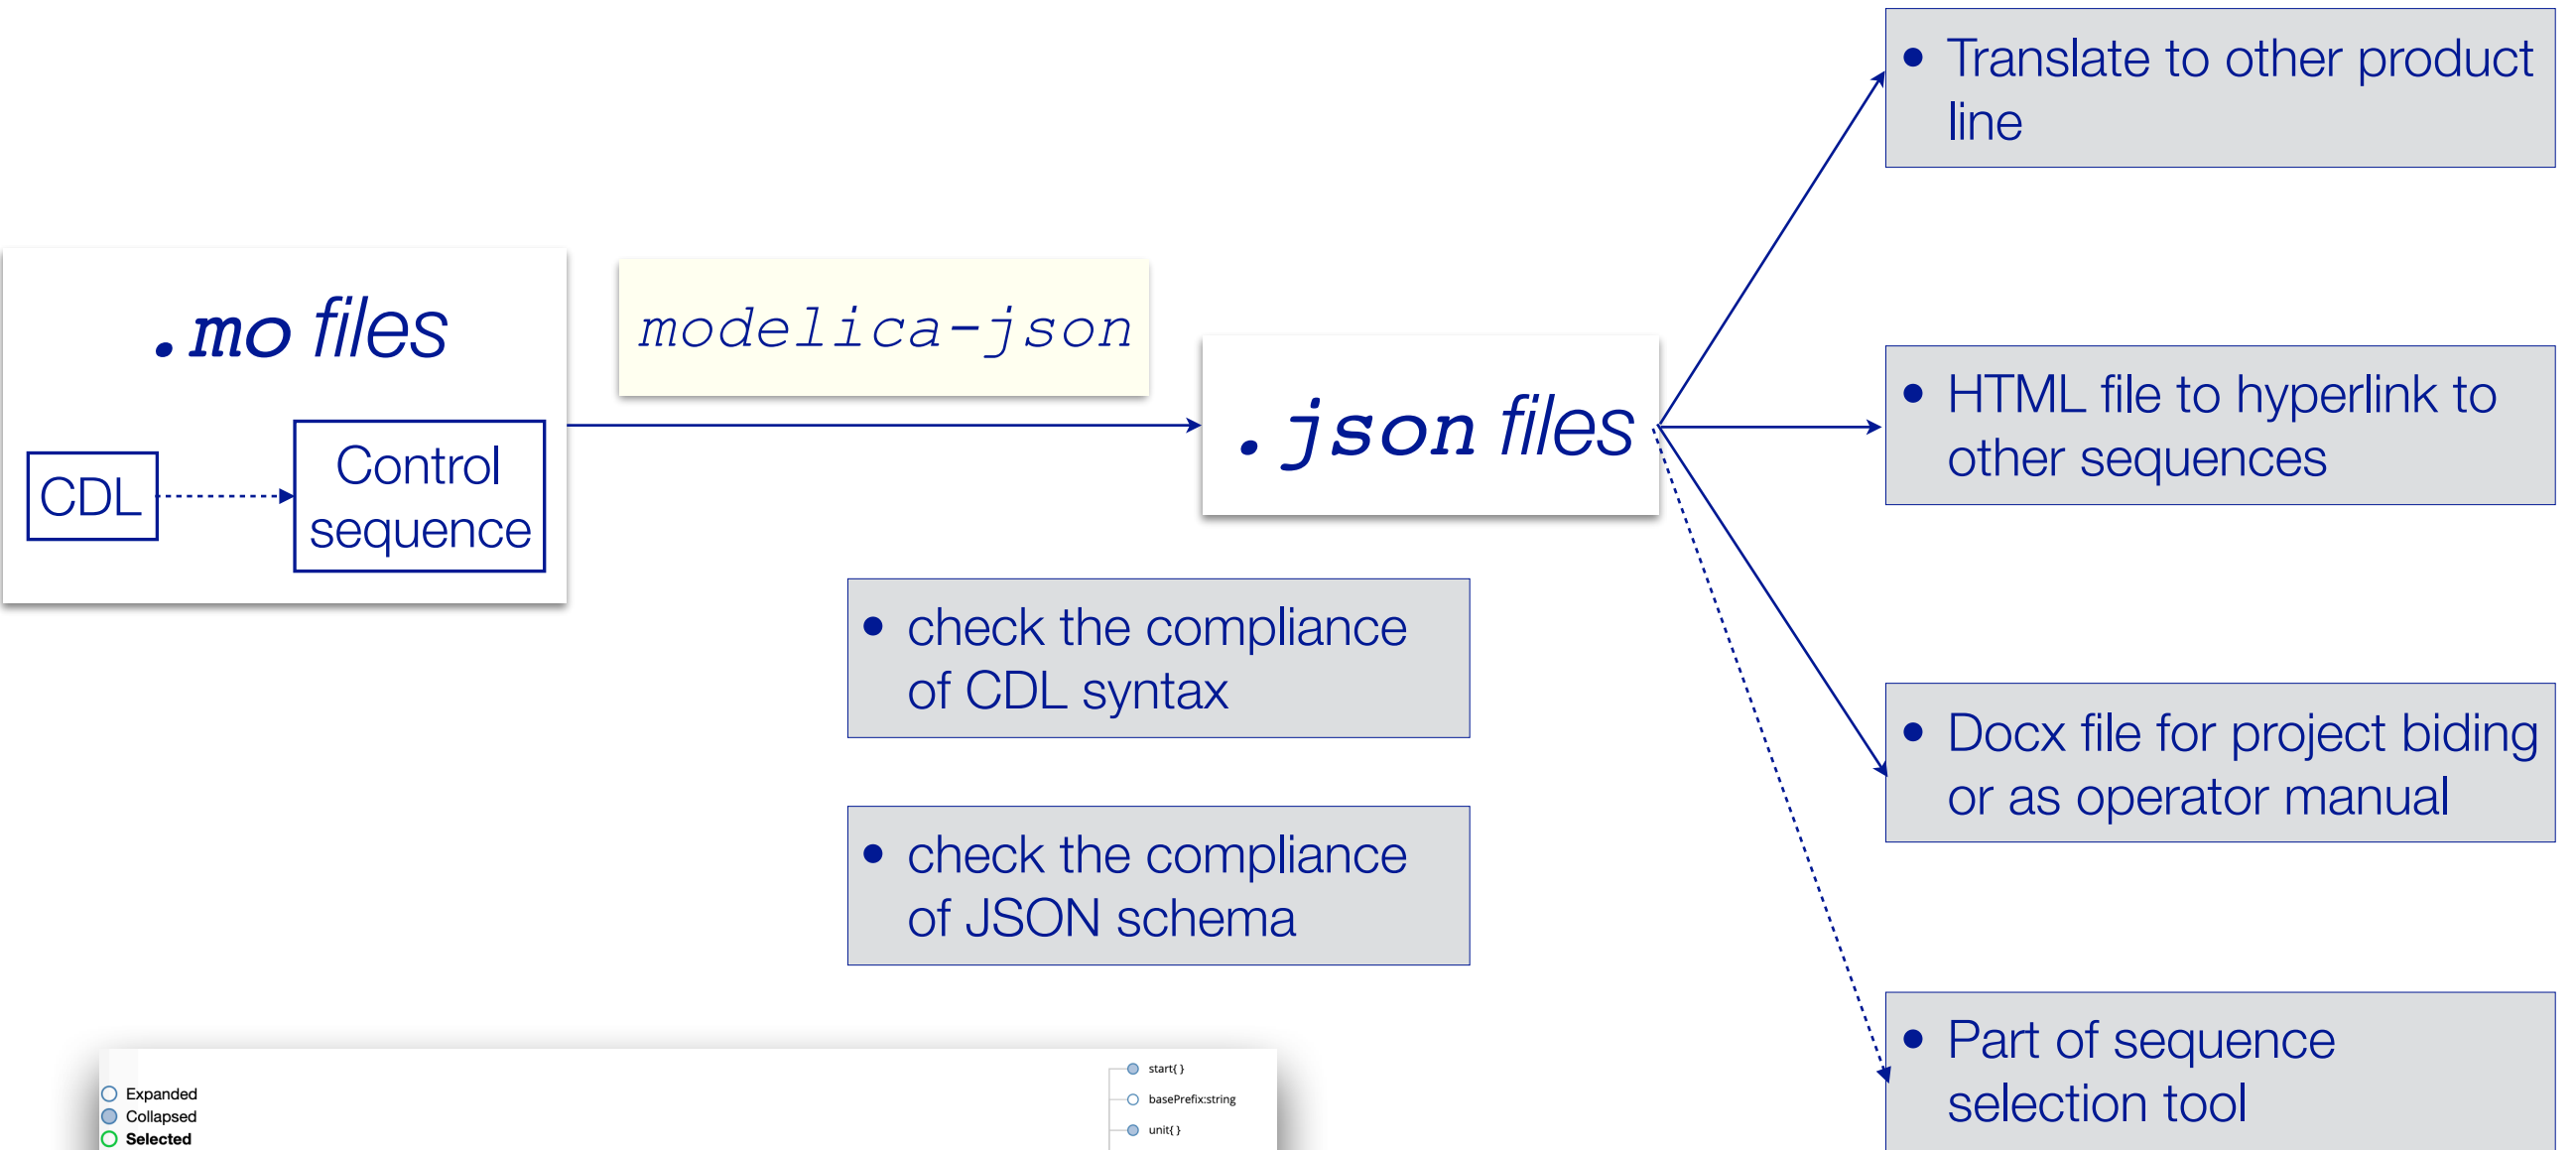 • Translate to other product
line
.mo files
modelica-json
CDL
Control
sequence
.json files
• HTML file to hyperlink to
other sequences
• check the compliance
of CDL syntax
• Docx file for project biding
or as operator manual
• check the compliance
of JSON schema
• Part of sequence
selection tool
Expanded
Collapsed
Selected
start{ }
basePrefix:string
unit{ }